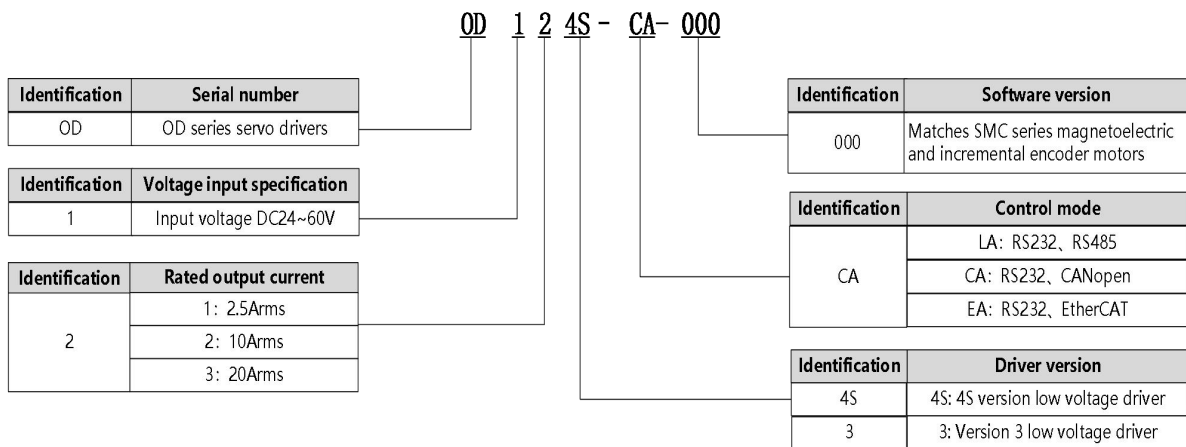 OD 1 2 4S - CA- 000
Identification Serial number
OD OD series servo drivers
Identification Voltage input specification
1 Input voltage DC24~60V
Identification Rated output current
2
1: 2.5Arms
2: 10Arms
3: 20Arms
Identification Software version
000
Matches SMC series magnetoelectric
and incremental encoder motors
Identification Control mode
CA
LA: RS232、RS485
CA: RS232、CANopen
EA: RS232、EtherCAT
Identification Driver version
4S 4S: 4S version low voltage driver
3 3: Version 3 low voltage driver